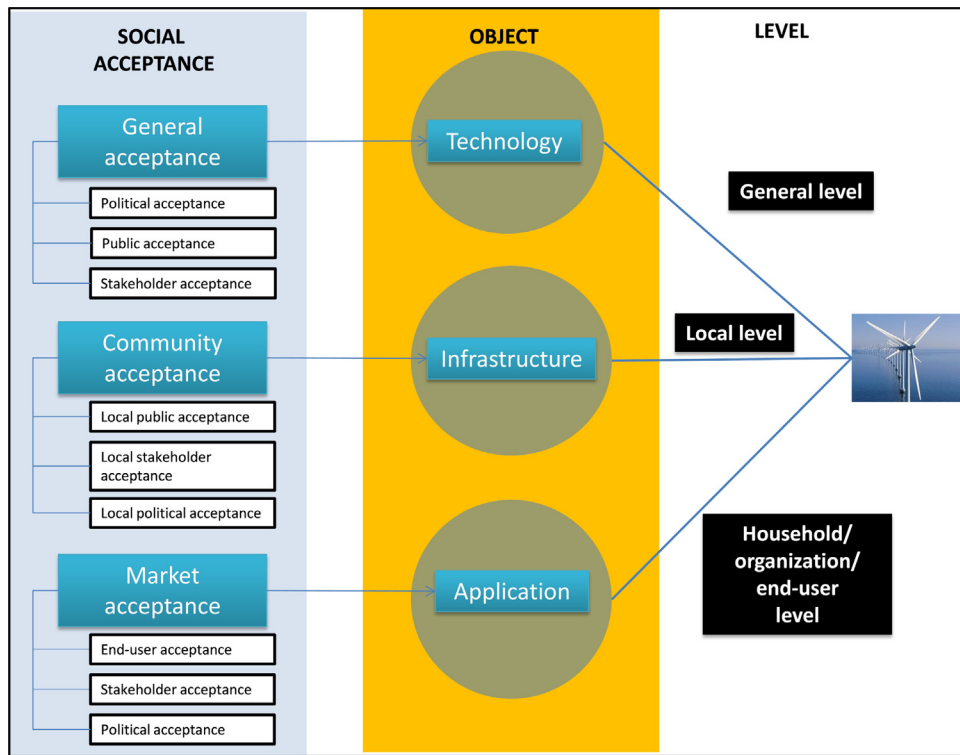 SOCIAL
ACCEPTANCE
OBJECT
LEVEL
General
acceptance
Political acceptance
Public acceptance
Stakeholder acceptance
Technology
General level
Community
acceptance
Local public acceptance
Local stakeholder
acceptance
Local political acceptance
Infrastructure
Local level
Market
acceptance
End-user acceptance
Stakeholder acceptance
Political acceptance
Application
Household/
organization/
end-user
level